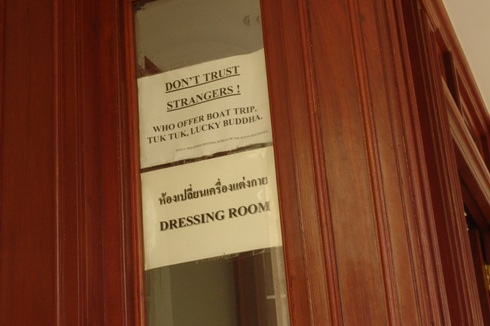 DON'T TRUST
STRANGERS !
WHO OFFER BOAT TRIP,
TUK TUK, LUCKY BUDDHA.
ห้องเปลี่ยนเครื่องแต่งกาย
DRESSING ROOM